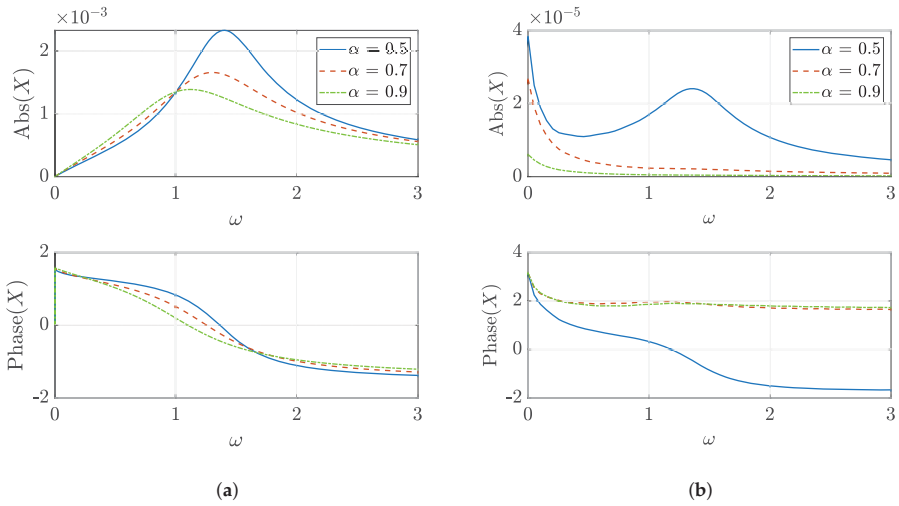 ×10⁻³
2
1
0
Abs(X)
α = 0.5
α = 0.7
α = 0.9
0 1 2 3
ω
2
0
-2
Phase(X)
0 1 2 3
ω
(a)
×10⁻⁵
4
2
0
Abs(X)
α = 0.5
α = 0.7
α = 0.9
0 1 2 3
ω
4
2
0
-2
Phase(X)
0 1 2 3
ω
(b)